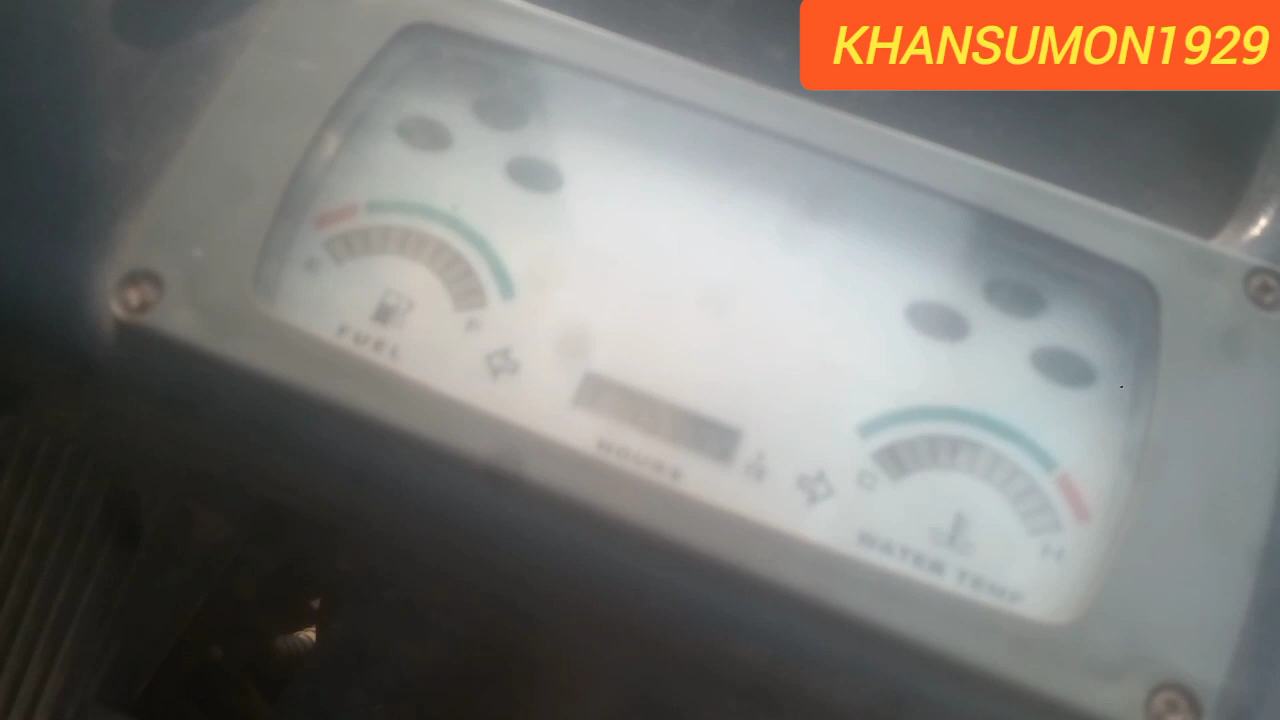 KHANSUMON1929
FUEL
F
HOURS
C
H
WATER TEMP